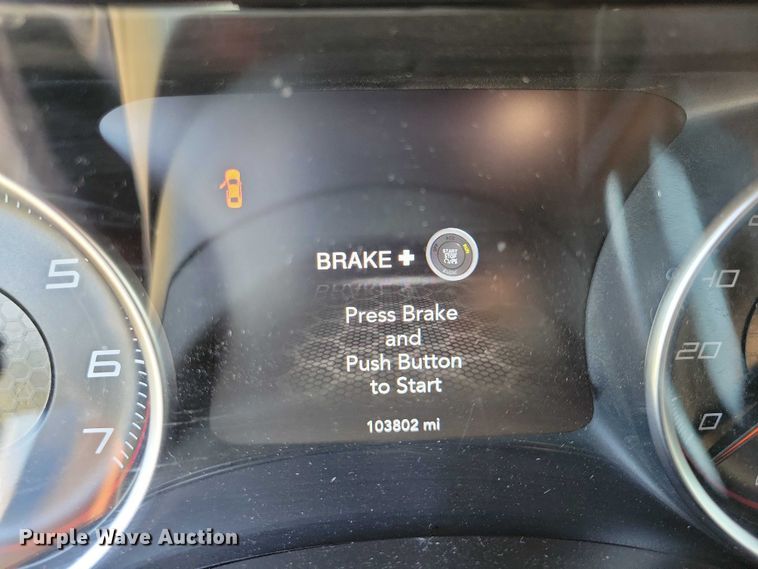 BRAKE + START STOP
Press Brake
and
Push Button
to Start
103802 mi
5
6
7
40
20
0
Purple Wave Auction